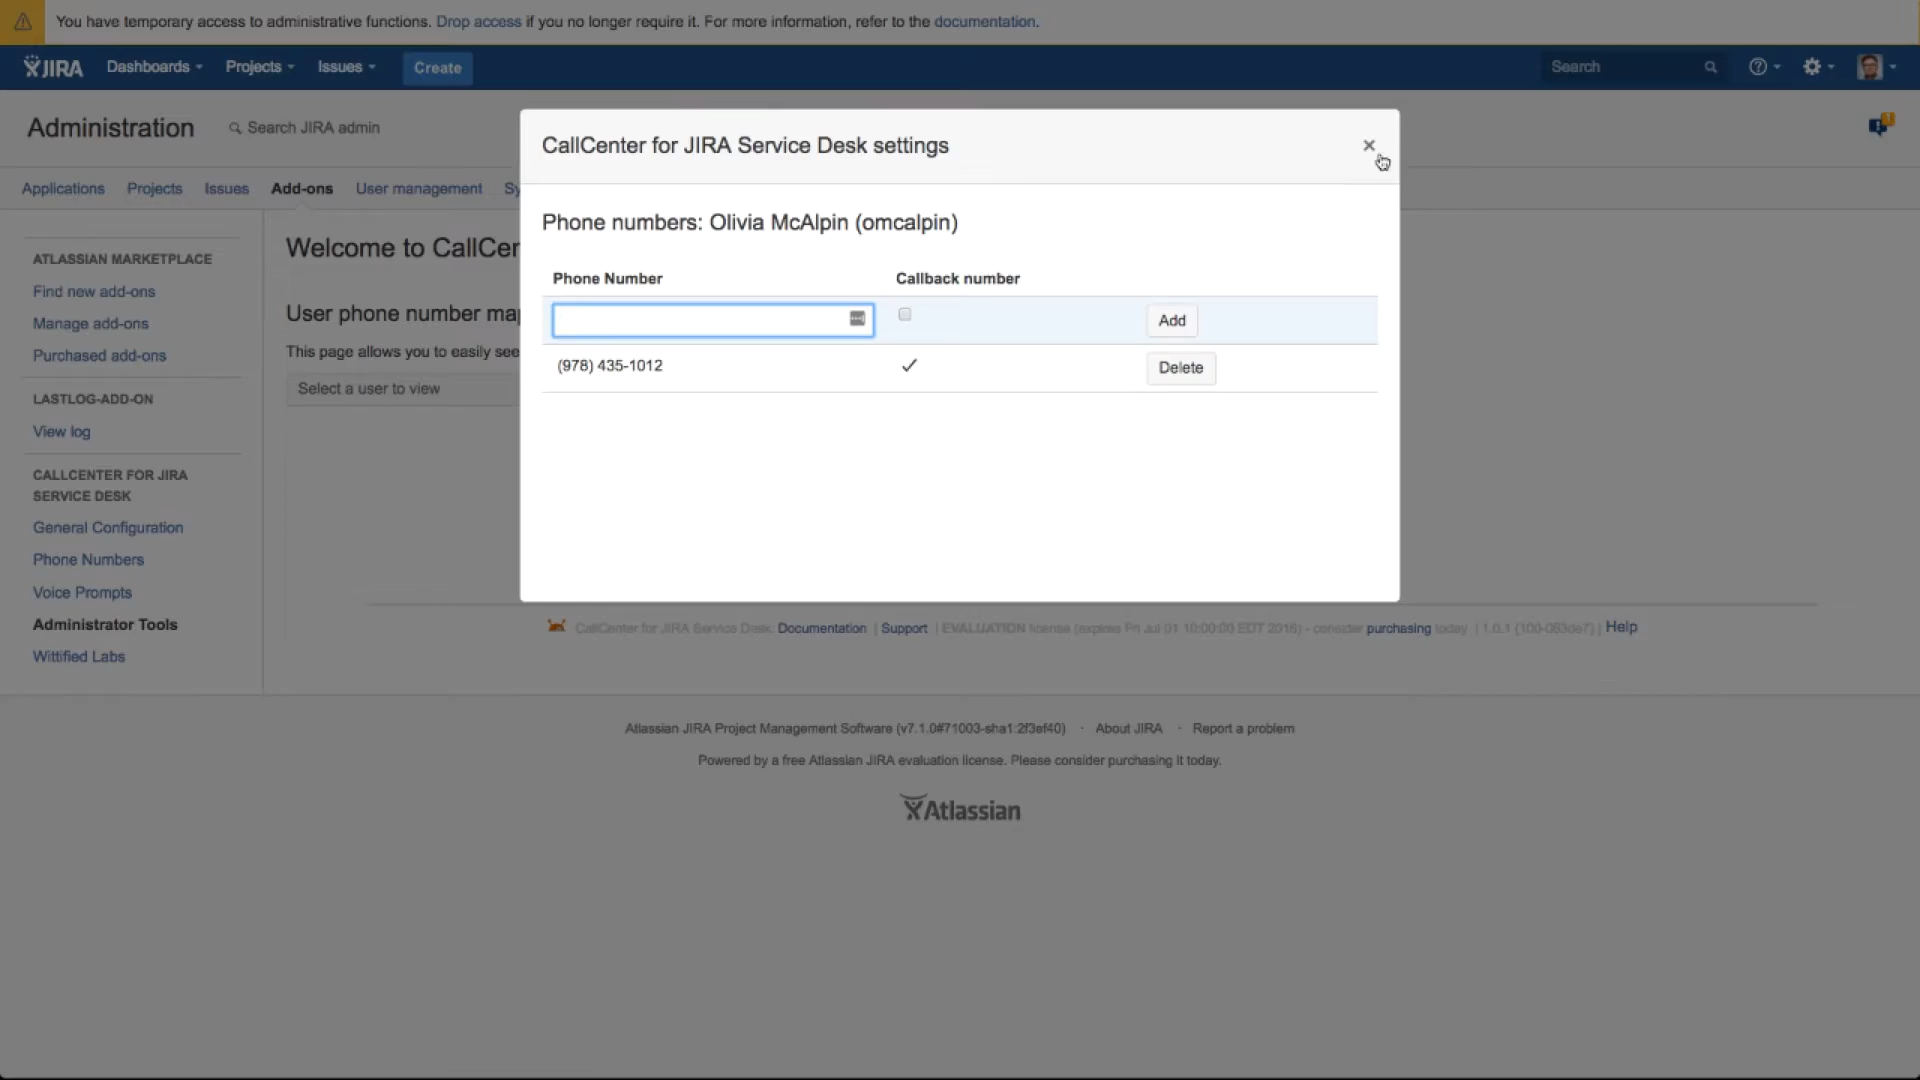 You have temporary access to administrative functions. Drop access if you no longer require it. For more information, refer to the documentation.
JIRA Dashboards Projects Issues Create Search
Administration Search JIRA admin
CallCenter for JIRA Service Desk settings
Applications Projects Issues Add-ons User management Sy
Phone numbers: Olivia McAlpin (omcalpin)
Phone Number Callback number
Add
(978) 435-1012 Delete
ATLASSIAN MARKETPLACE
Find new add-ons
Manage add-ons
Purchased add-ons
LASTLOG-ADD-ON
View log
CALLCENTER FOR JIRA
SERVICE DESK
General Configuration
Phone Numbers
Voice Prompts
Administrator Tools
Wittified Labs
Welcome to CallCer
User phone number map
This page allows you to easily see
Select a user to view
CallCenter for JIRA Service Desk: Documentation | Support | EVALUATION license (expires Fri Jul 01 10:00:00 EDT 2016) - consider purchasing today | 1.0.1 | Help
Atlassian JIRA Project Management Software (v7.1.0#71003-sha1:2f3ef40) · About JIRA · Report a problem
Powered by a free Atlassian JIRA evaluation license. Please consider purchasing it today.
Atlassian